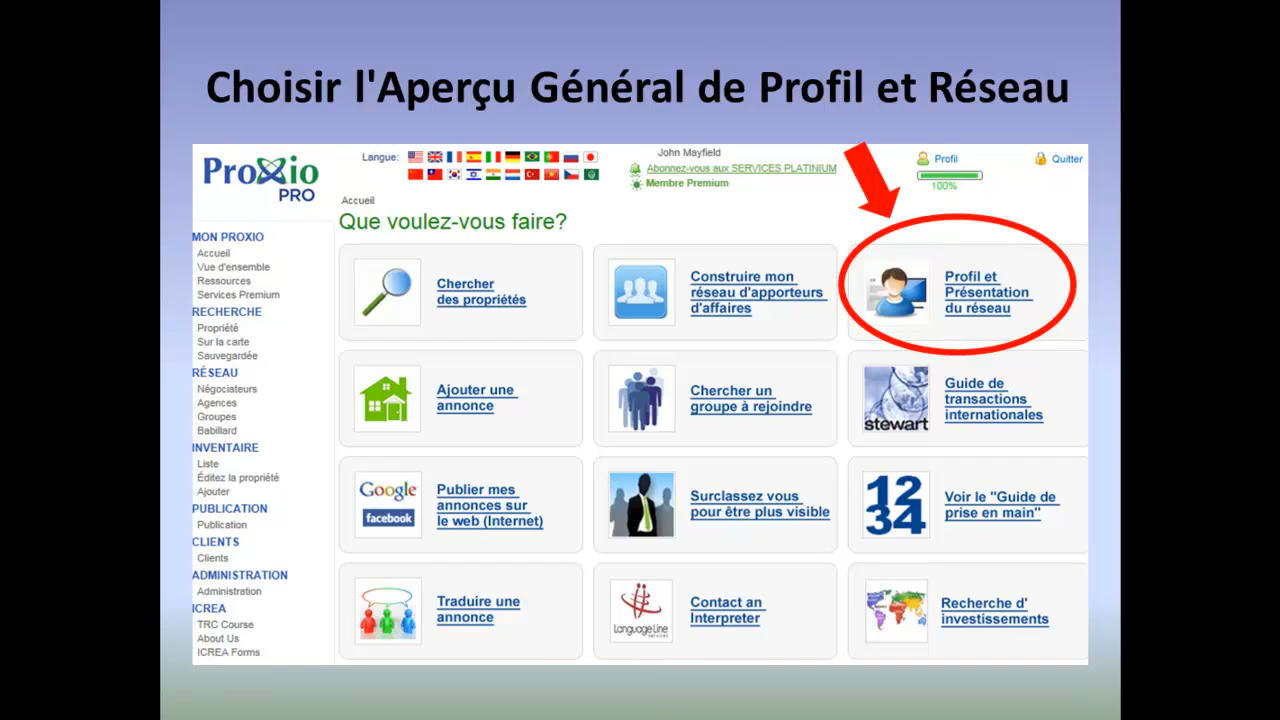 Choisir l'Aperçu Général de Profil et Réseau
Proxio
PRO
Langue:
John Mayfield
Abonnez-vous aux SERVICES PLATINIUM
Membre Premium
Profil
100%
Quitter
Accueil
Que voulez-vous faire?
MON PROXIO
Accueil
Vue d'ensemble
Ressources
Services Premium
RECHERCHE
Propriété
Sur la carte
Sauvegardée
RÉSEAU
Négociateurs
Agences
Groupes
Babillard
INVENTAIRE
Liste
Éditez la propriété
Ajouter
PUBLICATION
Publication
CLIENTS
Clients
ADMINISTRATION
Administration
ICREA
TRC Course
About Us
ICREA Forms
Chercher
des propriétés
Construire mon
réseau d'apporteurs
d'affaires
Profil et
Présentation
du réseau
Ajouter une
annonce
Chercher un
groupe à rejoindre
stewart
Guide de
transactions
internationales
Google
facebook
Publier mes
annonces sur
le web (Internet)
Surclassez vous
pour être plus visible
12
34
Voir le "Guide de
prise en main"
Traduire une
annonce
LanguageLine
SERVICES
Contact an
Interpreter
Recherche d'
investissements